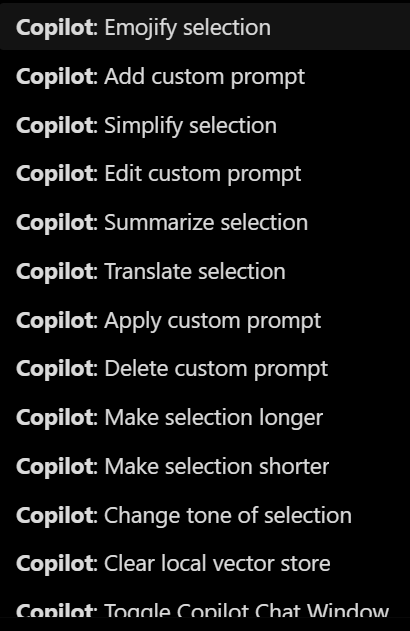 Copilot: Emojify selection
Copilot: Add custom prompt
Copilot: Simplify selection
Copilot: Edit custom prompt
Copilot: Summarize selection
Copilot: Translate selection
Copilot: Apply custom prompt
Copilot: Delete custom prompt
Copilot: Make selection longer
Copilot: Make selection shorter
Copilot: Change tone of selection
Copilot: Clear local vector store
Copilot: Toggle Copilot Chat Window